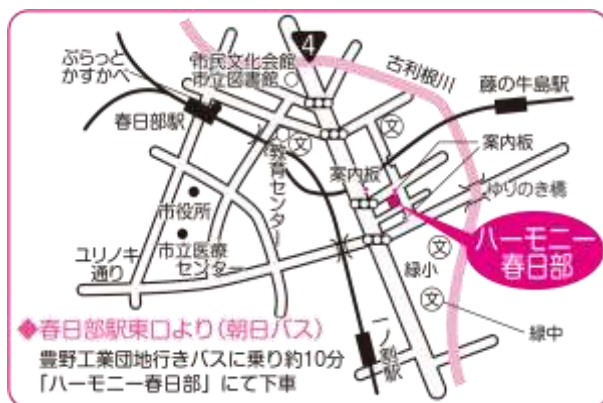 4
ぷらっと
かすかべ
市民文化会館
市立図書館
古利根川
藤の牛島駅
春日部駅
文
文
教育センター
案内板
案内板
ゆりのき橋
市役所
市立医療
センター
ユリノキ
通り
ハーモニー
春日部
文
緑小
文
緑中
一ノ割駅
◆春日部駅東口より(朝日バス)
豊野工業団地行きバスに乗り約10分
「ハーモニー春日部」にて下車